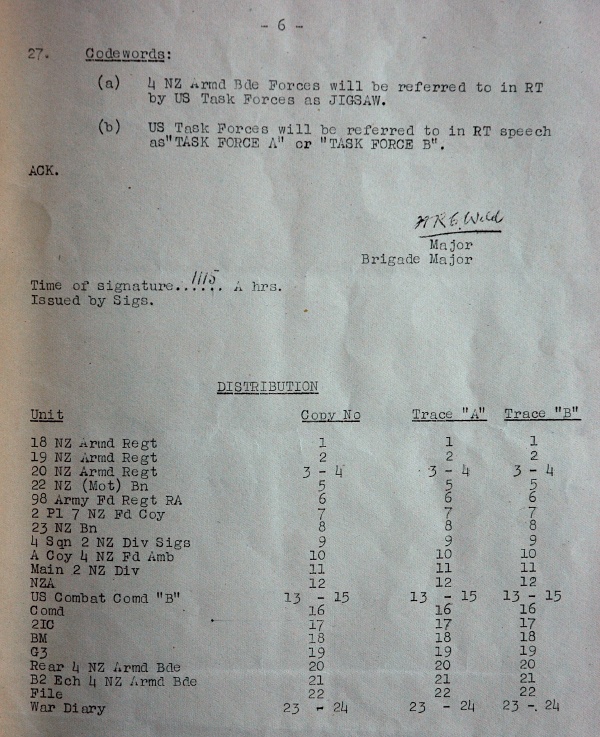 - 6 -
27. Codewords:
(a) 4 NZ Armd Bde Forces will be referred to in RT
by US Task Forces as JIGSAW.
(b) US Task Forces will be referred to in RT speech
as"TASK FORCE A" or "TASK FORCE B".
ACK.
Wild
Major
Brigade Major
Time of signature..1115.... A hrs.
Issued by Sigs.
DISTRIBUTION
Unit Copy No Trace "A" Trace "B"
18 NZ Armd Regt 1 1 1
19 NZ Armd Regt 2 2 2
20 NZ Armd Regt 3 - 4 3 - 4 3 - 4
22 NZ (Mot) Bn 5 5 5
98 Army Fd Regt RA 6 6 6
2 Pl 7 NZ Fd Coy 7 7 7
23 NZ Bn 8 8 8
4 Sqn 2 NZ Div Sigs 9 9 9
A Coy 4 NZ Fd Amb 10 10 10
Main 2 NZ Div 11 11 11
NZA 12 12 12
US Combat Comd "B" 13 - 15 13 - 15 13 - 15
Comd 16 16 16
2IC 17 17 17
BM 18 18 18
G3 19 19 19
Rear 4 NZ Armd Bde 20 20 20
B2 Ech 4 NZ Armd Bde 21 21 21
File 22 22 22
War Diary 23 - 24 23 - 24 23 -. 24